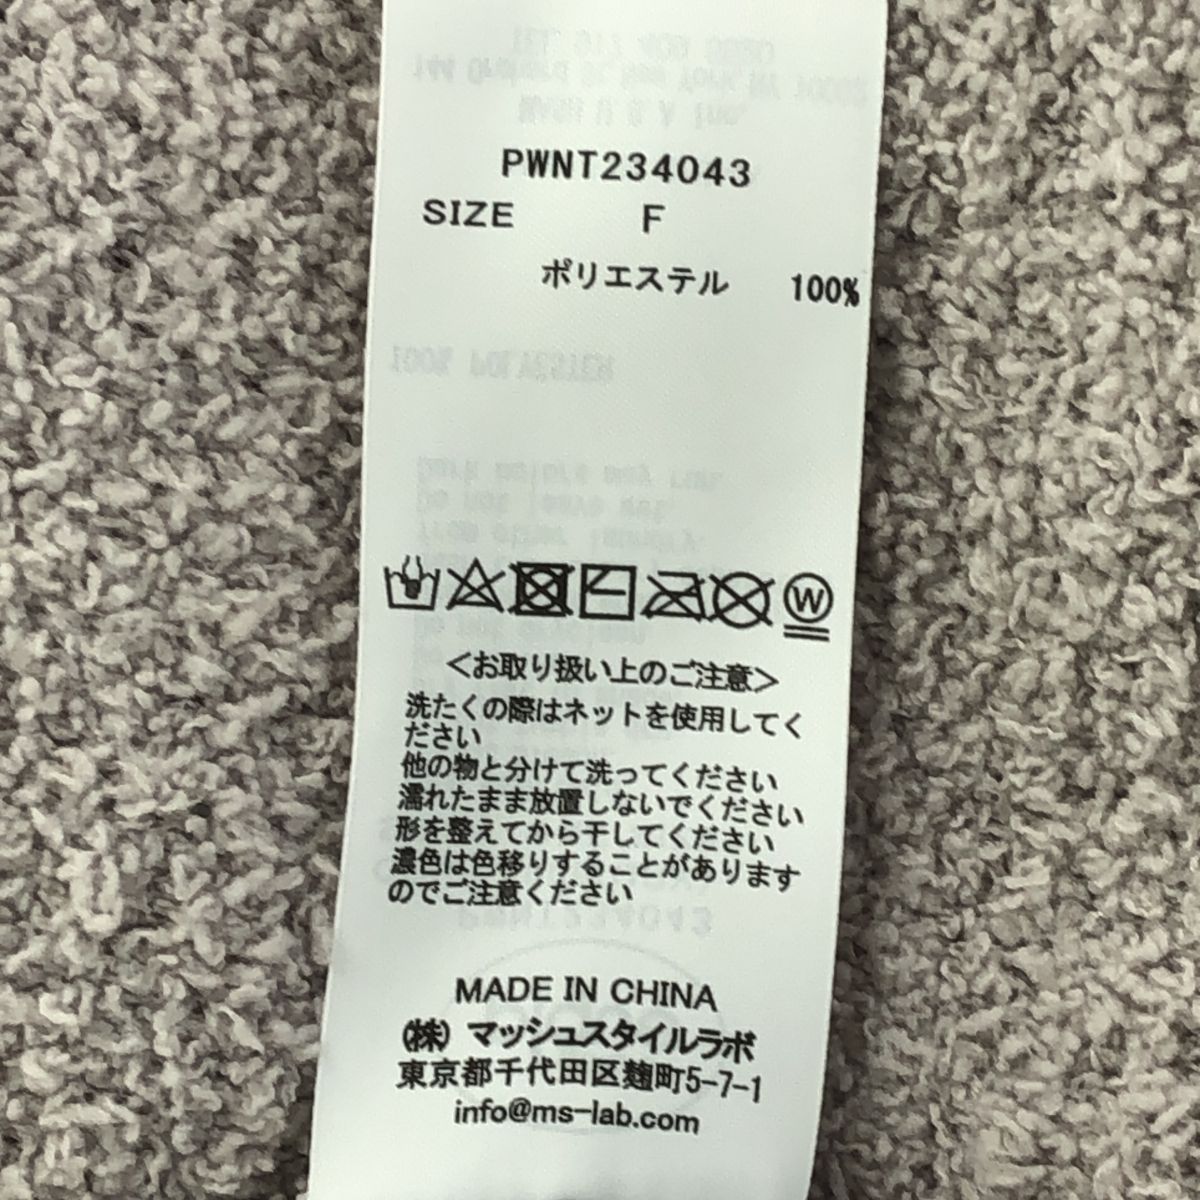 PWNT234043
SIZE F
ポリエステル 100%
W
<お取り扱い上のご注意>
洗たくの際はネットを使用してく
ださい
他の物と分けて洗ってください
濡れたまま放置しないでください
形を整えてから干してください
濃色は色移りすることがあります
のでご注意ください
MADE IN CHINA
(株) マッシュスタイルラボ
東京都千代田区麹町5-7-1
info@ms-lab.com